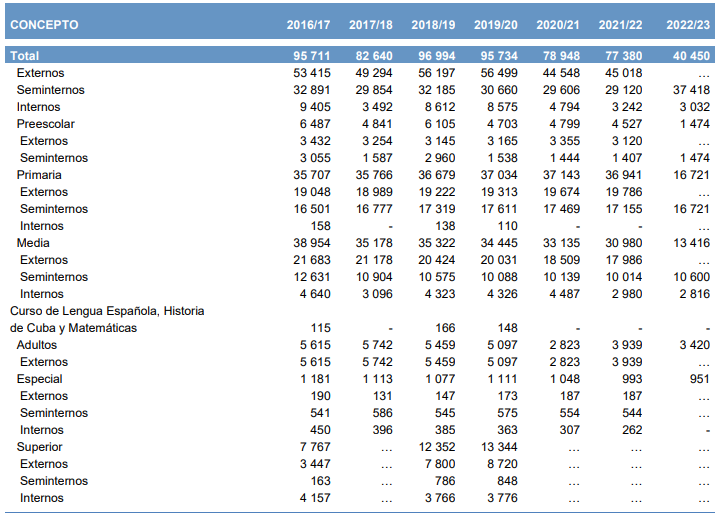 CONCEPTO 2016/17 2017/18 2018/19 2019/20 2020/21 2021/22 2022/23
Total 95 711 82 640 96 994 95 734 78 948 77 380 40 450
Externos 53 415 49 294 56 197 56 499 44 548 45 018 …
Seminternos 32 891 29 854 32 185 30 660 29 606 29 120 37 418
Internos 9 405 3 492 8 612 8 575 4 794 3 242 3 032
Preescolar 6 487 4 841 6 105 4 703 4 799 4 527 1 474
Externos 3 432 3 254 3 145 3 165 3 355 3 120 …
Seminternos 3 055 1 587 2 960 1 538 1 444 1 407 1 474
Primaria 35 707 35 766 36 679 37 034 37 143 36 941 16 721
Externos 19 048 18 989 19 222 19 313 19 674 19 786 …
Seminternos 16 501 16 777 17 319 17 611 17 469 17 155 16 721
Internos 158 - 138 110 - - …
Media 38 954 35 178 35 322 34 445 33 135 30 980 13 416
Externos 21 683 21 178 20 424 20 031 18 509 17 986 …
Seminternos 12 631 10 904 10 575 10 088 10 139 10 014 10 600
Internos 4 640 3 096 4 323 4 326 4 487 2 980 2 816
Curso de Lengua Española, Historia
de Cuba y Matemáticas 115 - 166 148 - - -
Adultos 5 615 5 742 5 459 5 097 2 823 3 939 3 420
Externos 5 615 5 742 5 459 5 097 2 823 3 939 …
Especial 1 181 1 113 1 077 1 111 1 048 993 951
Externos 190 131 147 173 187 187 …
Seminternos 541 586 545 575 554 544 …
Internos 450 396 385 363 307 262 -
Superior 7 767 … 12 352 13 344 … … …
Externos 3 447 … 7 800 8 720 … … …
Seminternos 163 … 786 848 … … …
Internos 4 157 … 3 766 3 776 … … …